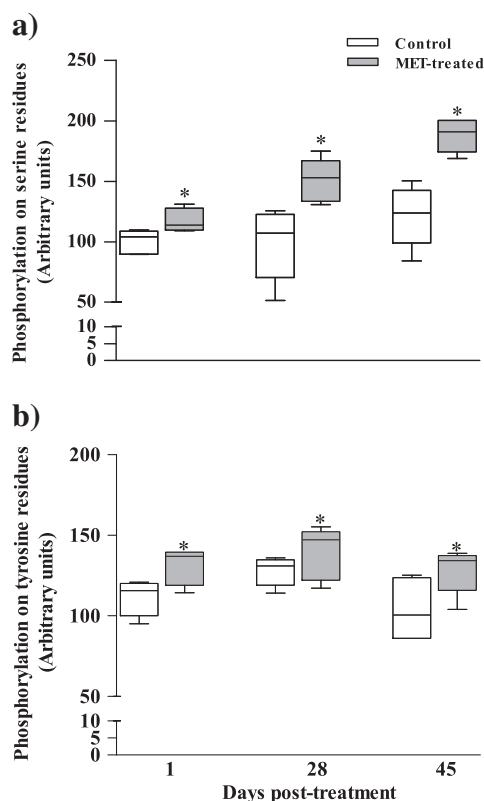 a)
Control
MET-treated
Phosphorylation on serine residues
(Arbitrary units)
250
200
150
100
50
10
5
0
*
*
*
b)
Phosphorylation on tyrosine residues
(Arbitrary units)
200
150
100
50
10
5
0
*
*
*
1
28
45
Days post-treatment